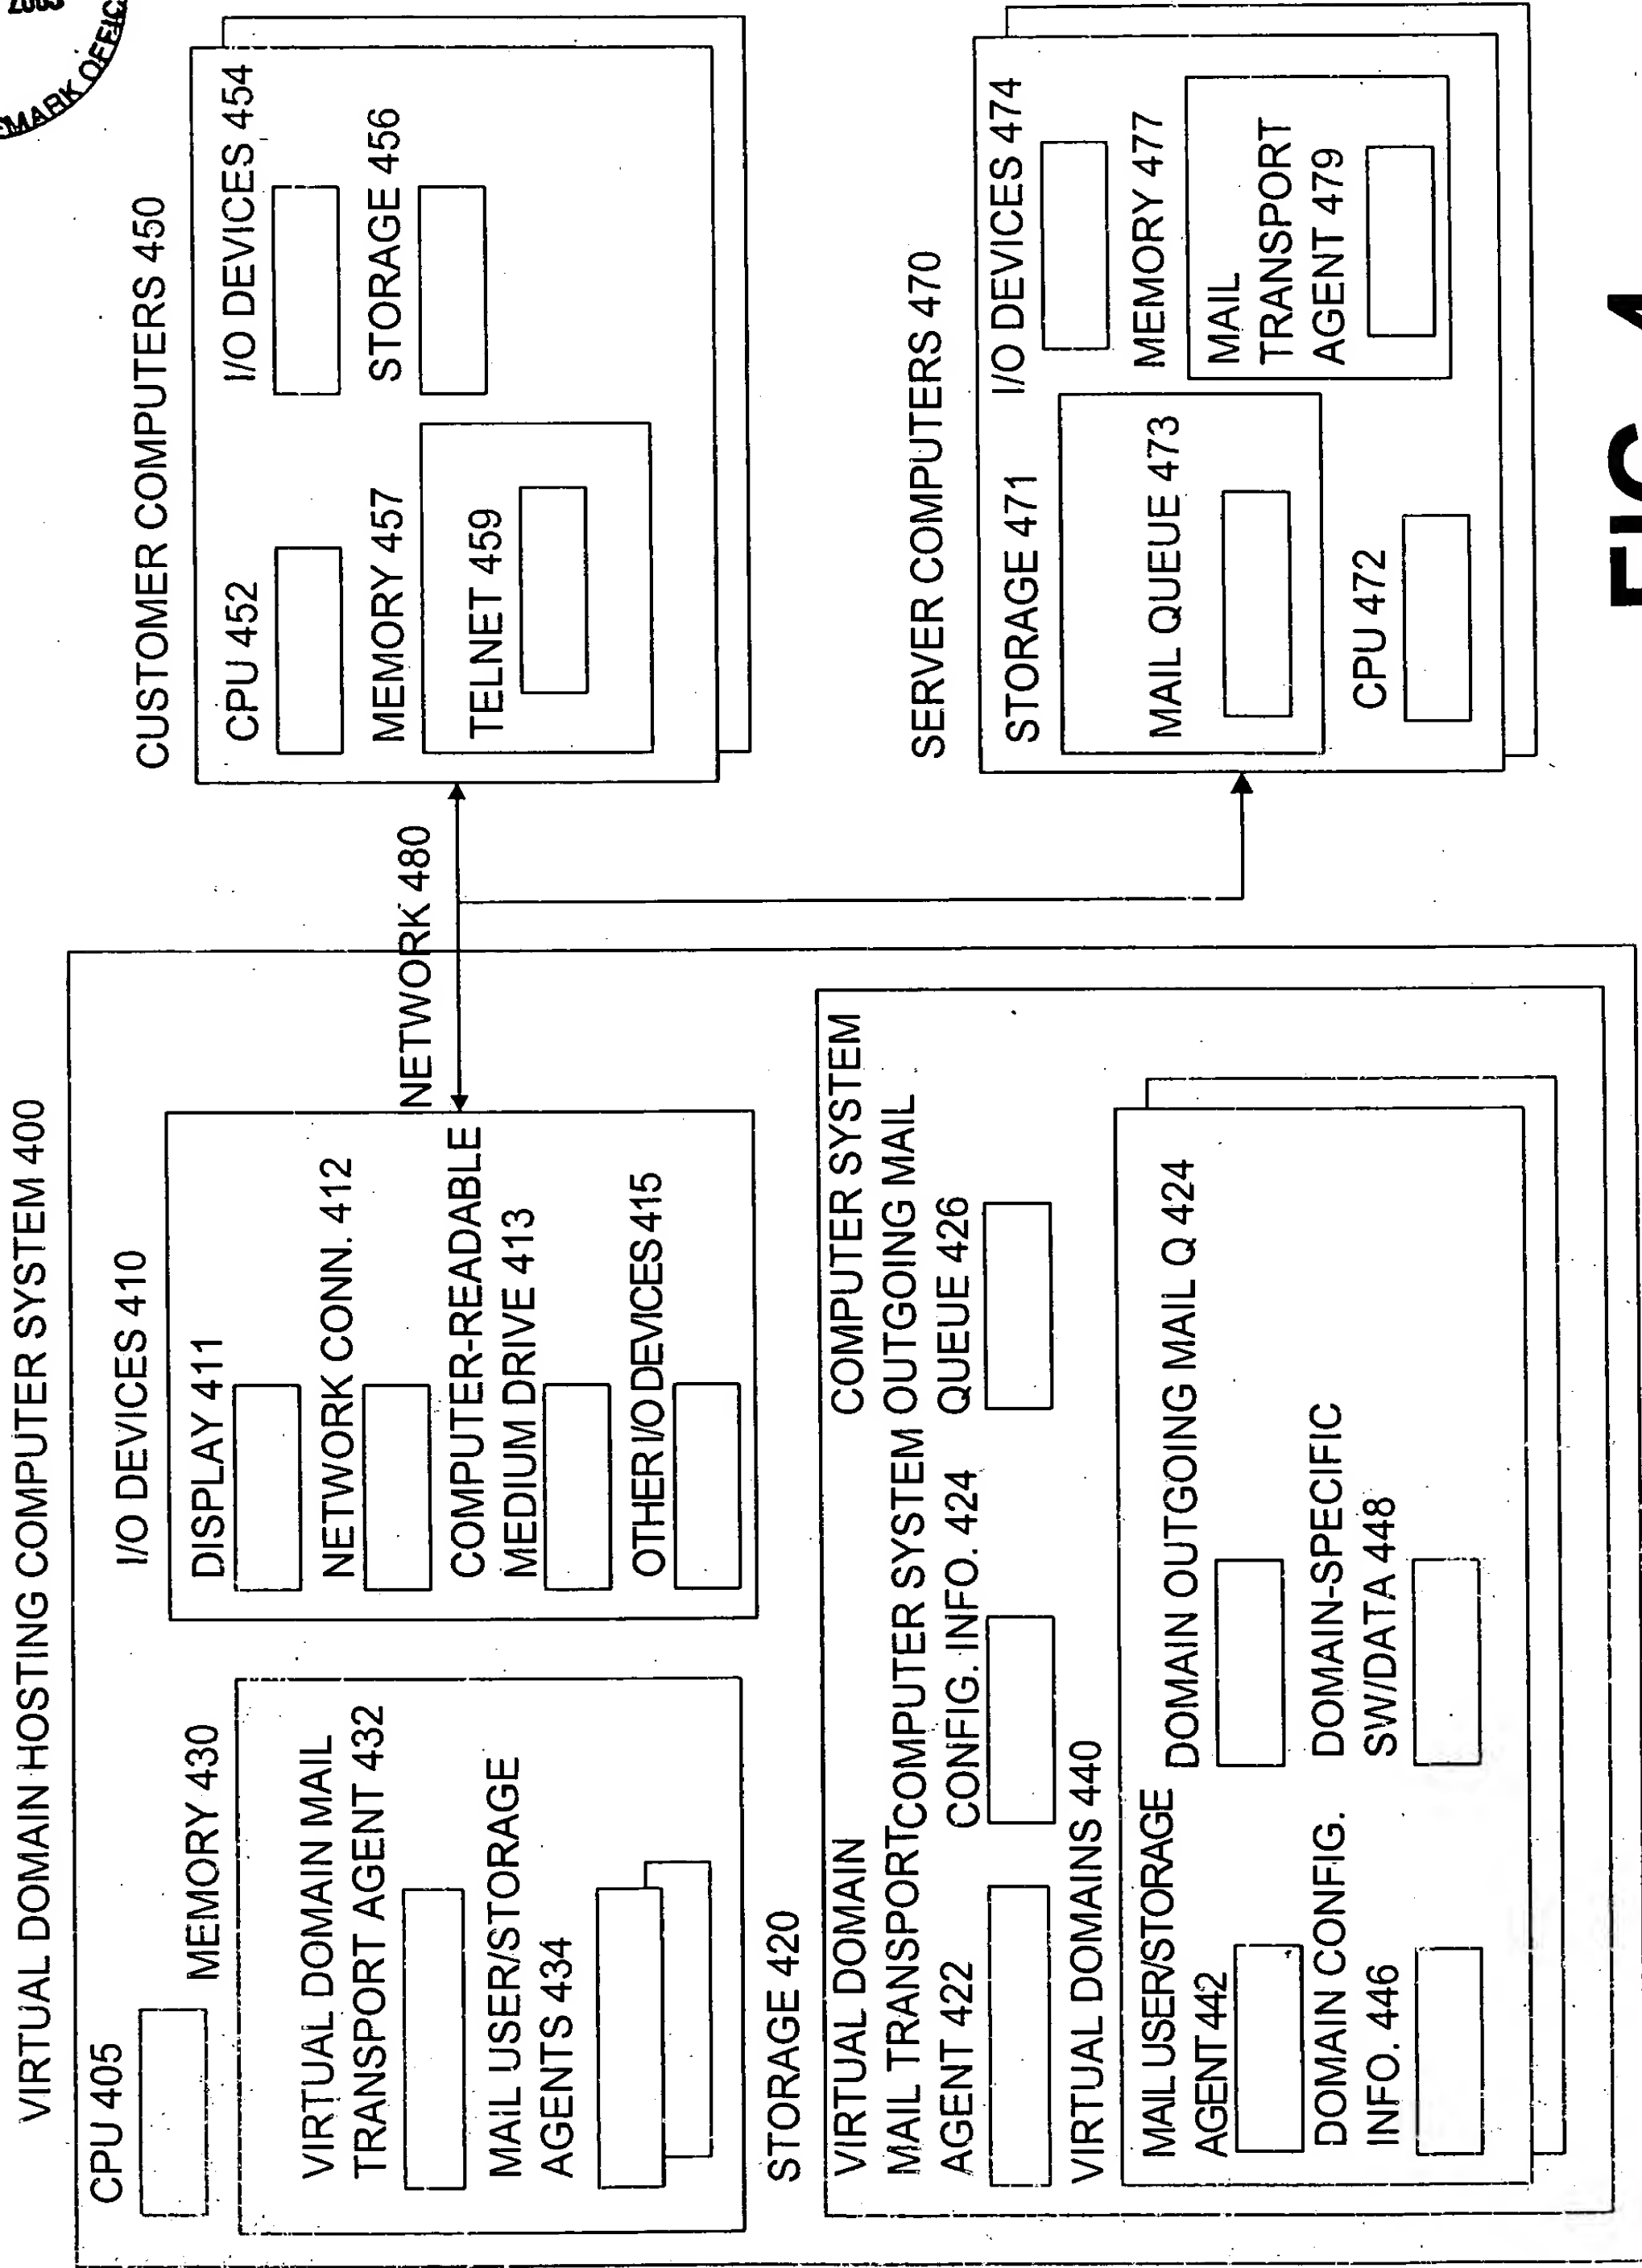 VIRTUAL DOMAIN HOSTING COMPUTER SYSTEM 400
CPU 405
MEMORY 430
VIRTUAL DOMAIN MAIL
TRANSPORT AGENT 432
MAIL USER/STORAGE
AGENTS 434
I/O DEVICES 410
DISPLAY 411
NETWORK CONN. 412
COMPUTER-READABLE
MEDIUM DRIVE 413
OTHER I/O DEVICES 415
STORAGE 420
VIRTUAL DOMAIN
MAIL TRANSPORT
AGENT 422
COMPUTER SYSTEM
CONFIG. INFO. 424
COMPUTER SYSTEM
OUTGOING MAIL
QUEUE 426
VIRTUAL DOMAINS 440
MAIL USER/STORAGE
AGENT 442
DOMAIN OUTGOING MAIL Q 424
DOMAIN CONFIG.
INFO. 446
DOMAIN-SPECIFIC
SW/DATA 448
NETWORK 480
CUSTOMER COMPUTERS 450
CPU 452
I/O DEVICES 454
MEMORY 457
STORAGE 456
TELNET 459
SERVER COMPUTERS 470
STORAGE 471
I/O DEVICES 474
MAIL QUEUE 473
MEMORY 477
MAIL
TRANSPORT
AGENT 479
CPU 472
FIG. 4